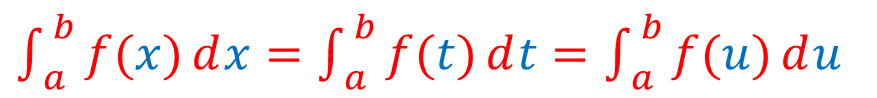 ∫_a^b f(x) dx = ∫_a^b f(t) dt = ∫_a^b f(u) du